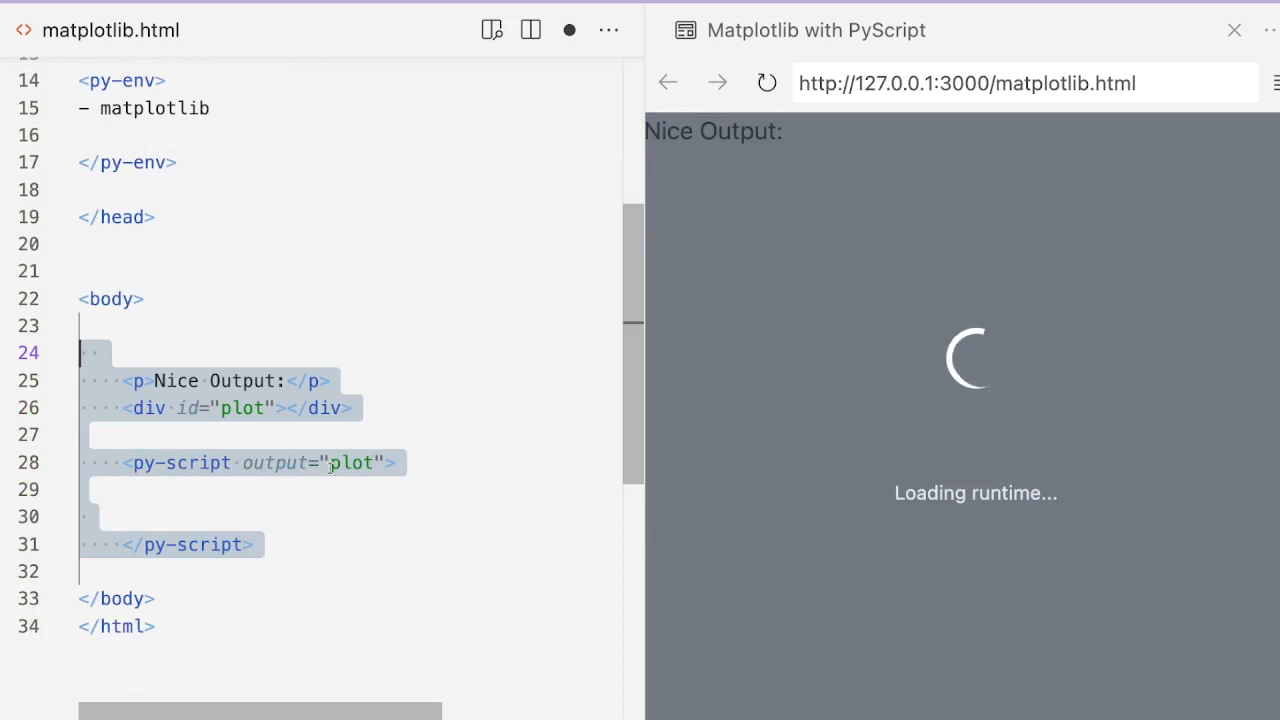 matplotlib.html
13
14 <py-env>
15 - matplotlib
16
17 </py-env>
18
19 </head>
20
21
22 <body>
23
24
25 <p>Nice Output:</p>
26 <div id="plot"></div>
27
28 <py-script output="plot">
29
30
31 </py-script>
32
33 </body>
34 </html>
Matplotlib with PyScript
http://127.0.0.1:3000/matplotlib.html
Nice Output:
Loading runtime...